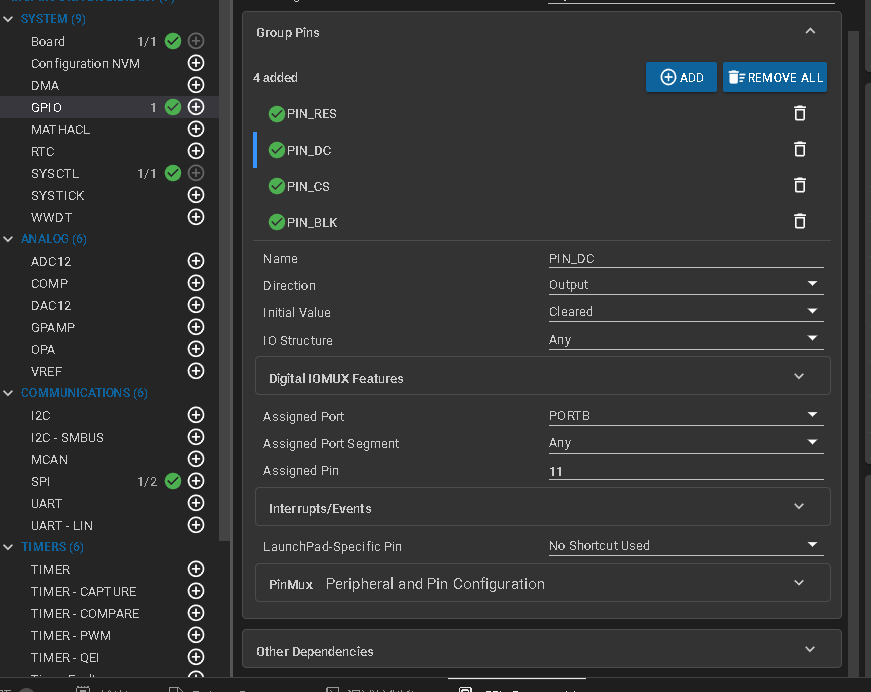 SYSTEM (9)
Board 1/1
Configuration NVM
DMA
GPIO 1
MATHACL
RTC
SYSCTL 1/1
SYSTICK
WWDT
ANALOG (6)
ADC12
COMP
DAC12
GPAMP
OPA
VREF
COMMUNICATIONS (6)
I2C
I2C - SMBUS
MCAN
SPI 1/2
UART
UART - LIN
TIMERS (6)
TIMER
TIMER - CAPTURE
TIMER - COMPARE
TIMER - PWM
TIMER - QEI
Group Pins
4 added
ADD
REMOVE ALL
PIN_RES
PIN_DC
PIN_CS
PIN_BLK
Name PIN_DC
Direction Output
Initial Value Cleared
IO Structure Any
Digital IOMUX Features
Assigned Port PORTB
Assigned Port Segment Any
Assigned Pin 11
Interrupts/Events
LaunchPad-Specific Pin No Shortcut Used
PinMux Peripheral and Pin Configuration
Other Dependencies